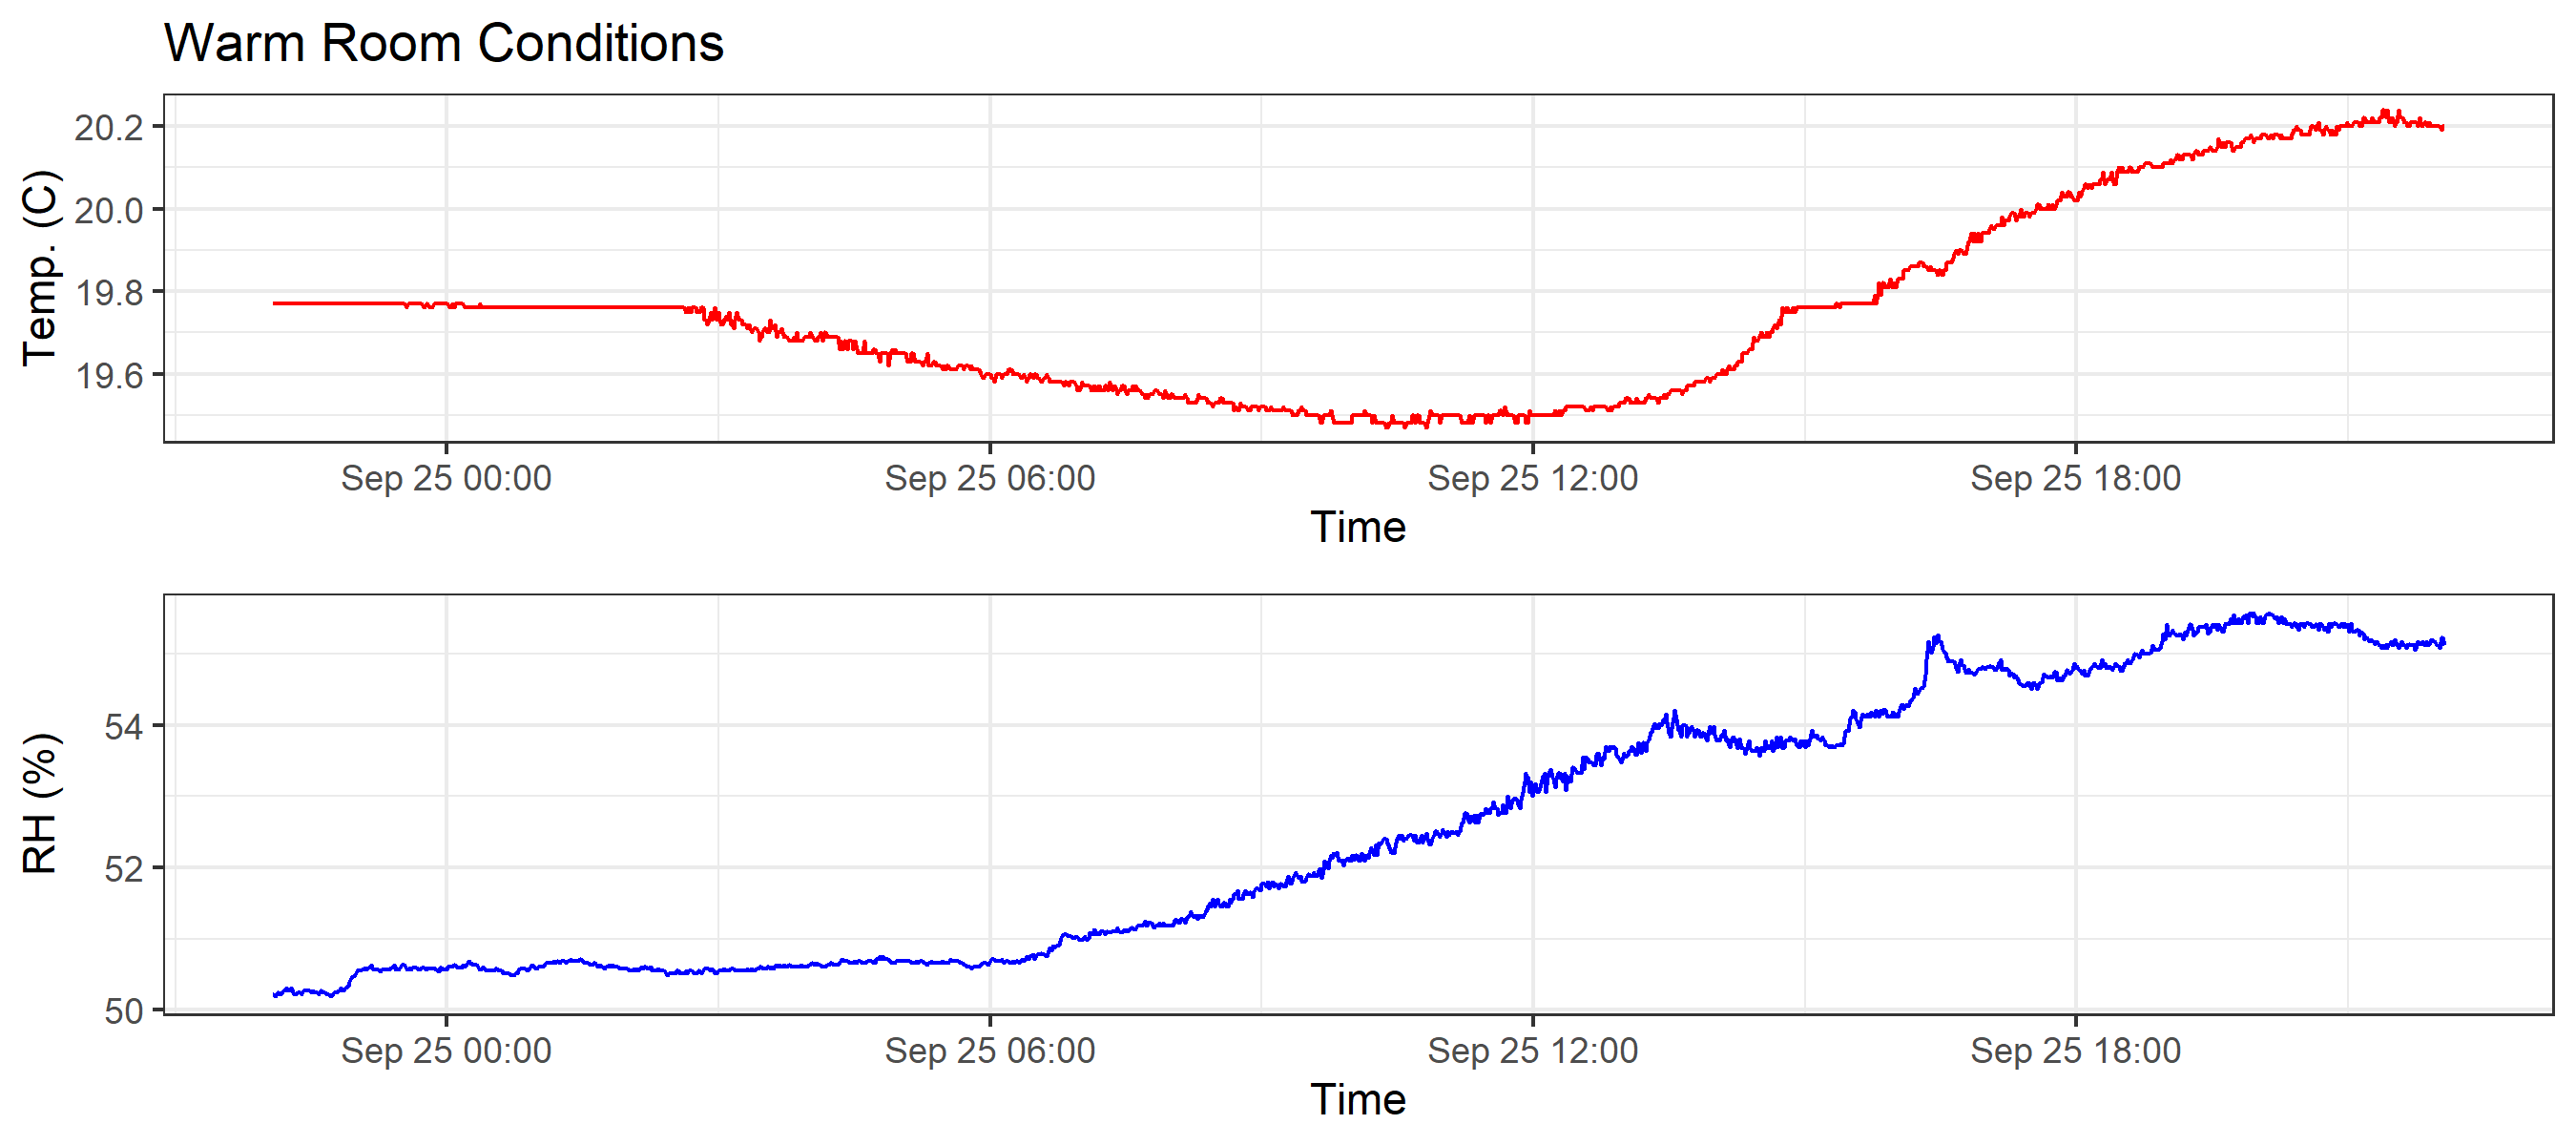 Warm Room Conditions
Temp. (C)
20.2
20.0
19.8
19.6
Sep 25 00:00 Sep 25 06:00 Sep 25 12:00 Sep 25 18:00
Time
RH (%)
54
52
50
Sep 25 00:00 Sep 25 06:00 Sep 25 12:00 Sep 25 18:00
Time